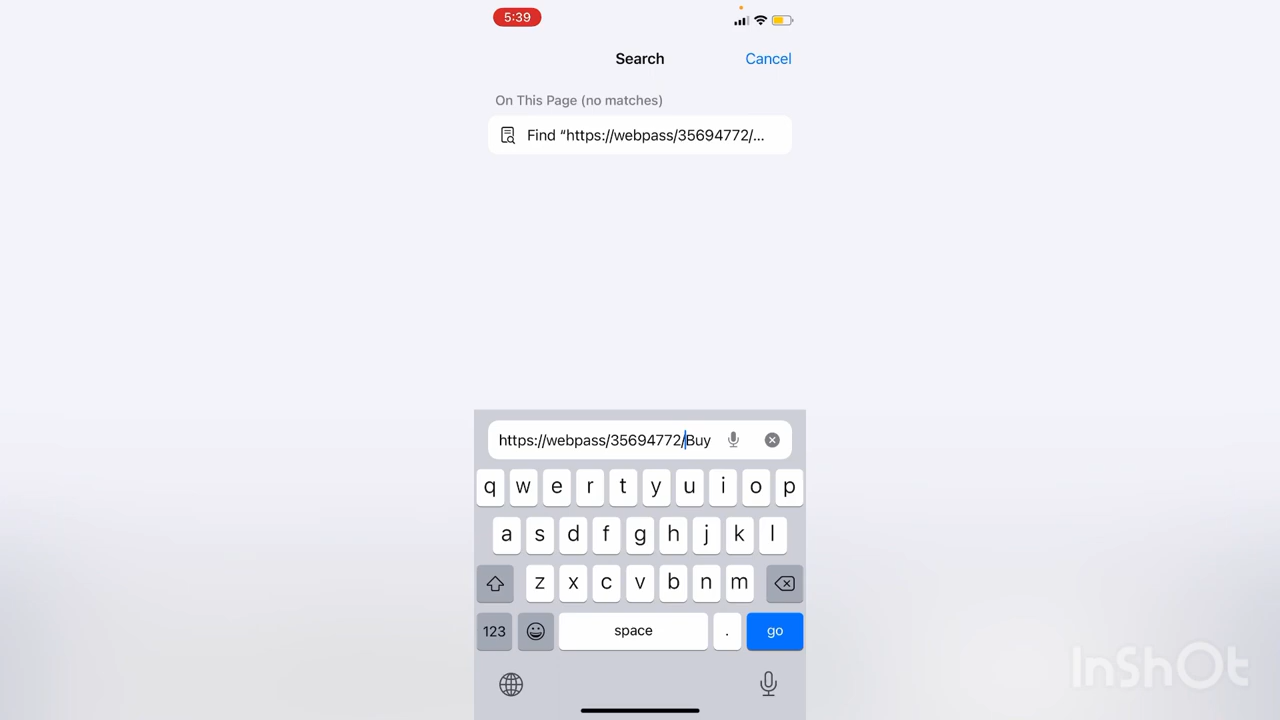 5:39
Search
Cancel
On This Page (no matches)
Find “https://webpass/35694772/...
https://webpass/35694772/Buy
q w e r t y u i o p
a s d f g h j k l
z x c v b n m
123 space . go
InShOt